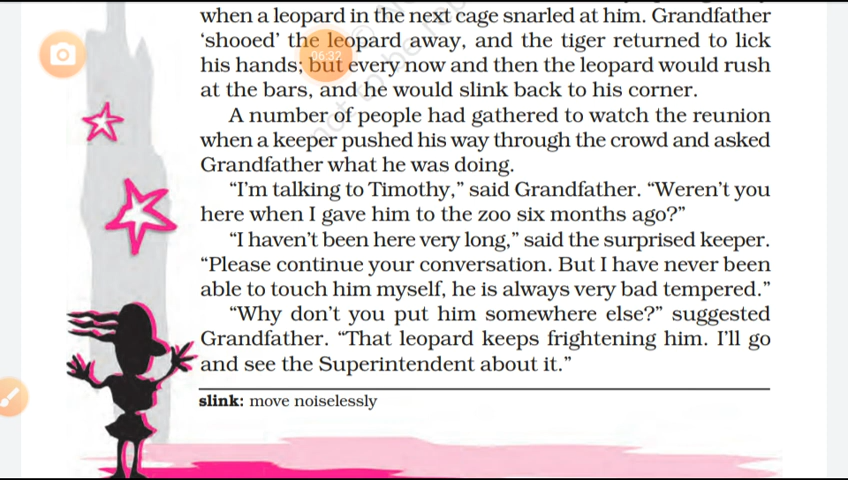 when a leopard in the next cage snarled at him. Grandfather
‘shooed’ the leopard away, and the tiger returned to lick
his hands; but every now and then the leopard would rush
at the bars, and he would slink back to his corner.
A number of people had gathered to watch the reunion
when a keeper pushed his way through the crowd and asked
Grandfather what he was doing.
“I’m talking to Timothy,” said Grandfather. “Weren’t you
here when I gave him to the zoo six months ago?”
“I haven’t been here very long,” said the surprised keeper.
“Please continue your conversation. But I have never been
able to touch him myself, he is always very bad tempered.”
“Why don’t you put him somewhere else?” suggested
Grandfather. “That leopard keeps frightening him. I’ll go
and see the Superintendent about it.”
slink: move noiselessly
06:32
not to be